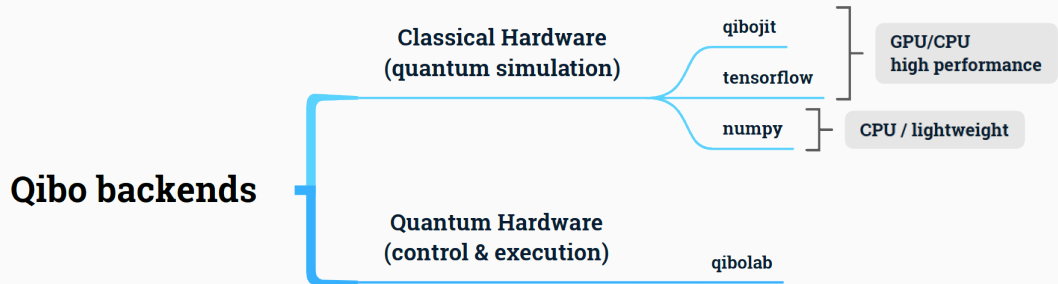 Qibo backends
Classical Hardware
(quantum simulation)
qibojit
tensorflow
GPU/CPU
high performance
numpy
CPU / lightweight
Quantum Hardware
(control & execution)
qibolab